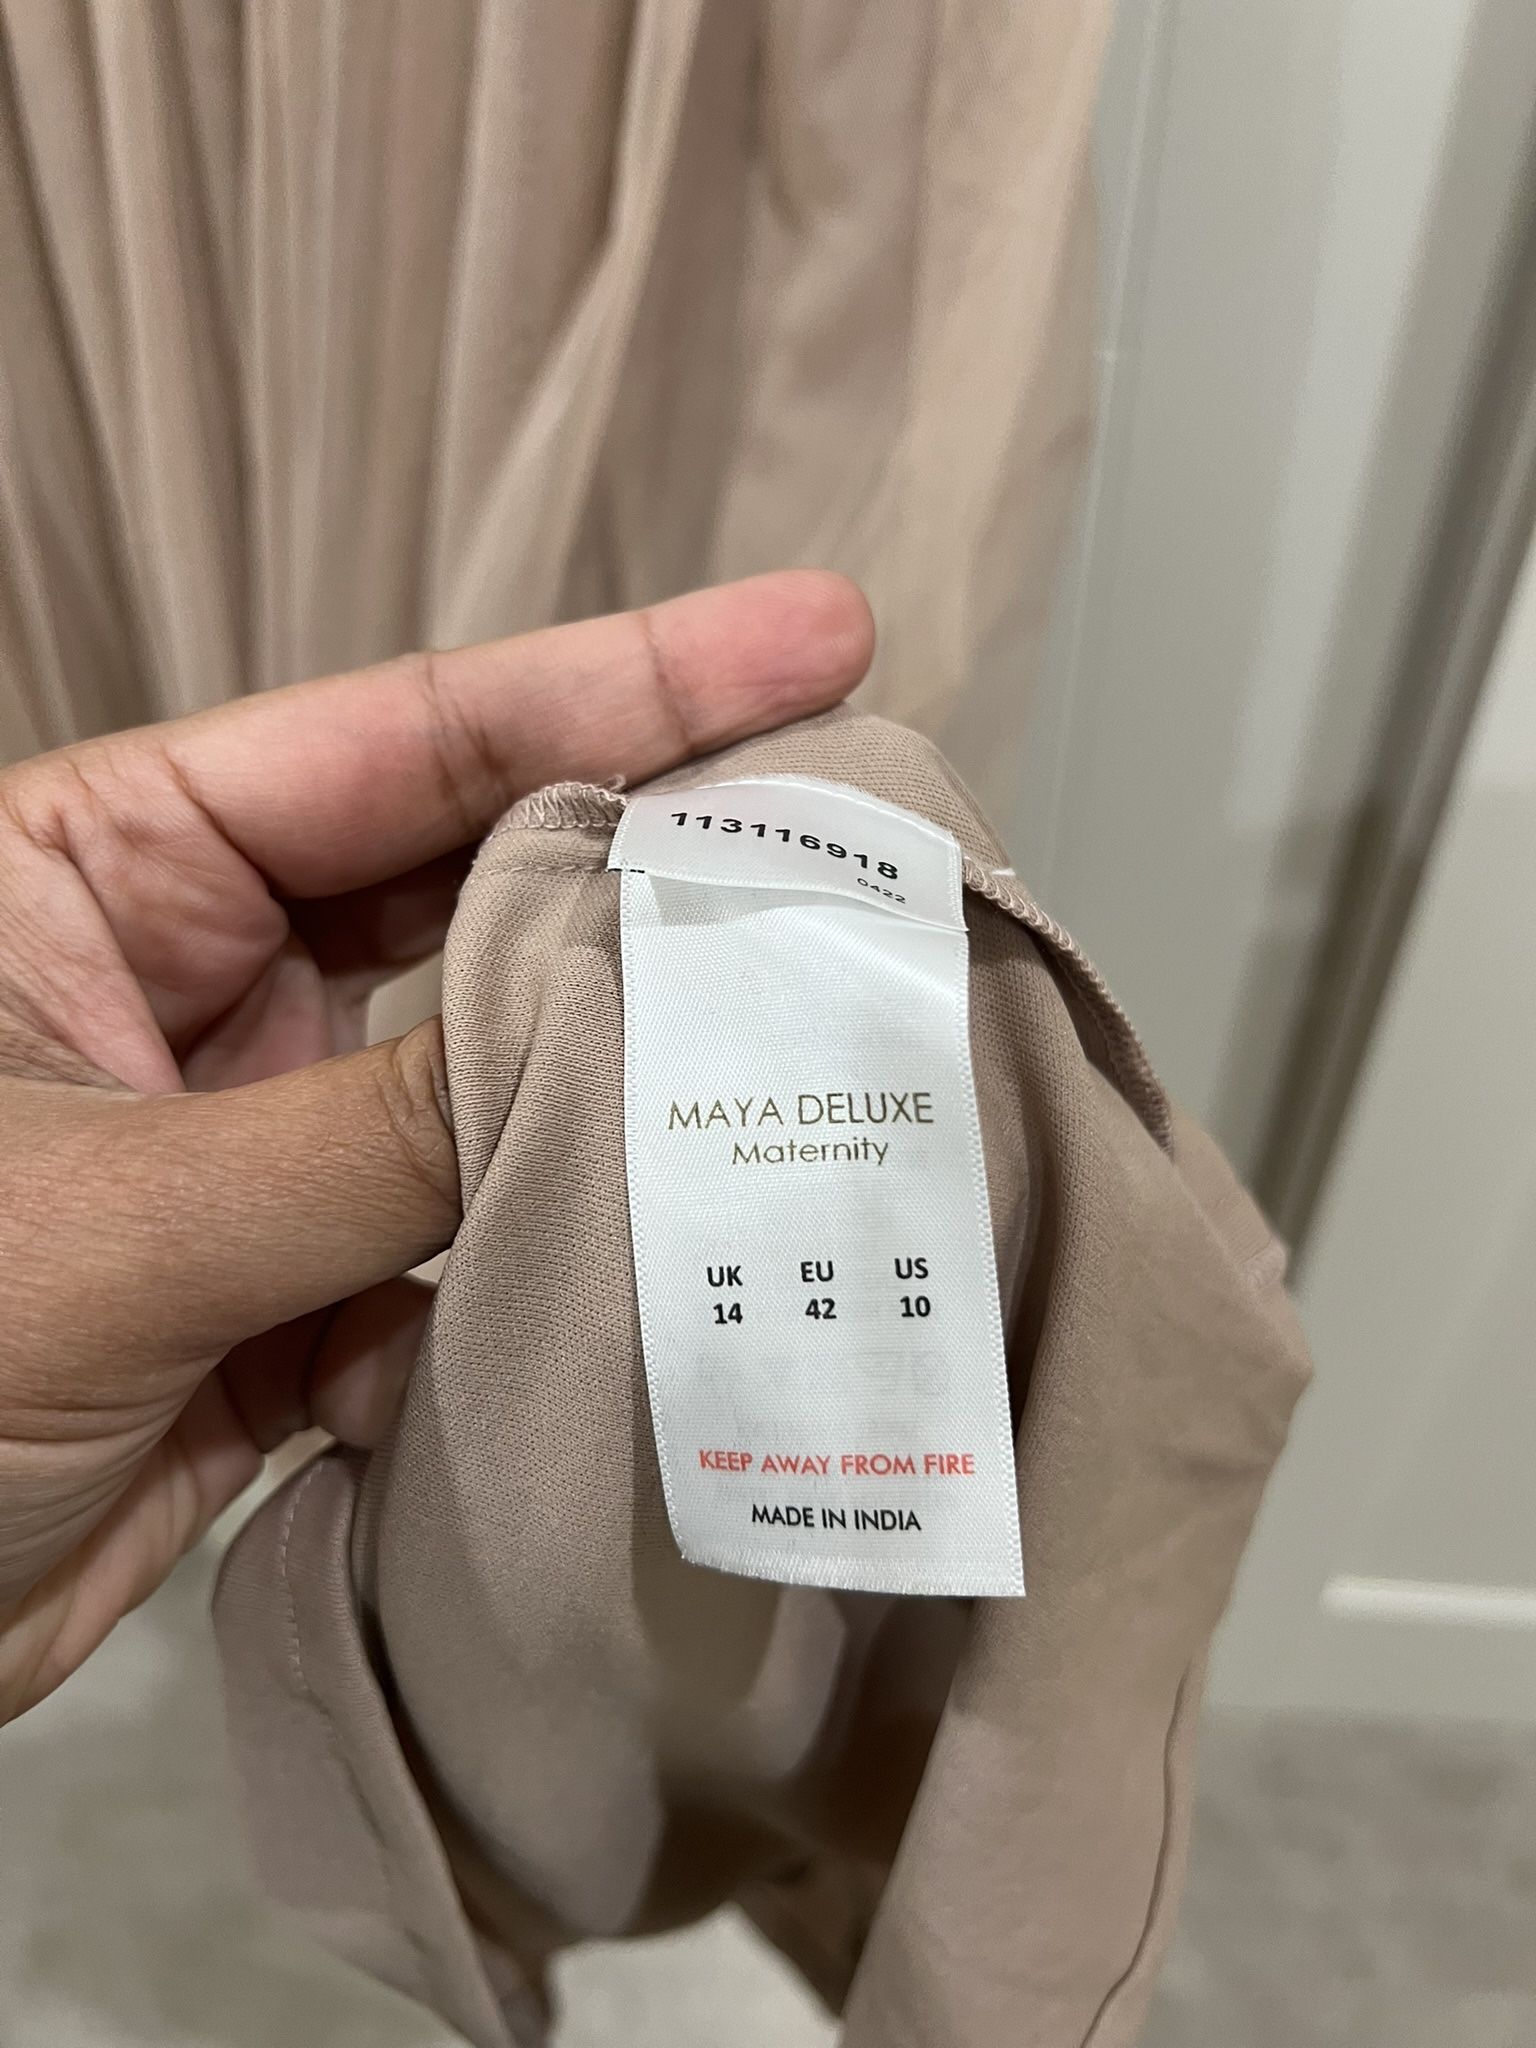 113116918
0422
MAYA DELUXE
Maternity
UK EU US
14 42 10
KEEP AWAY FROM FIRE
MADE IN INDIA